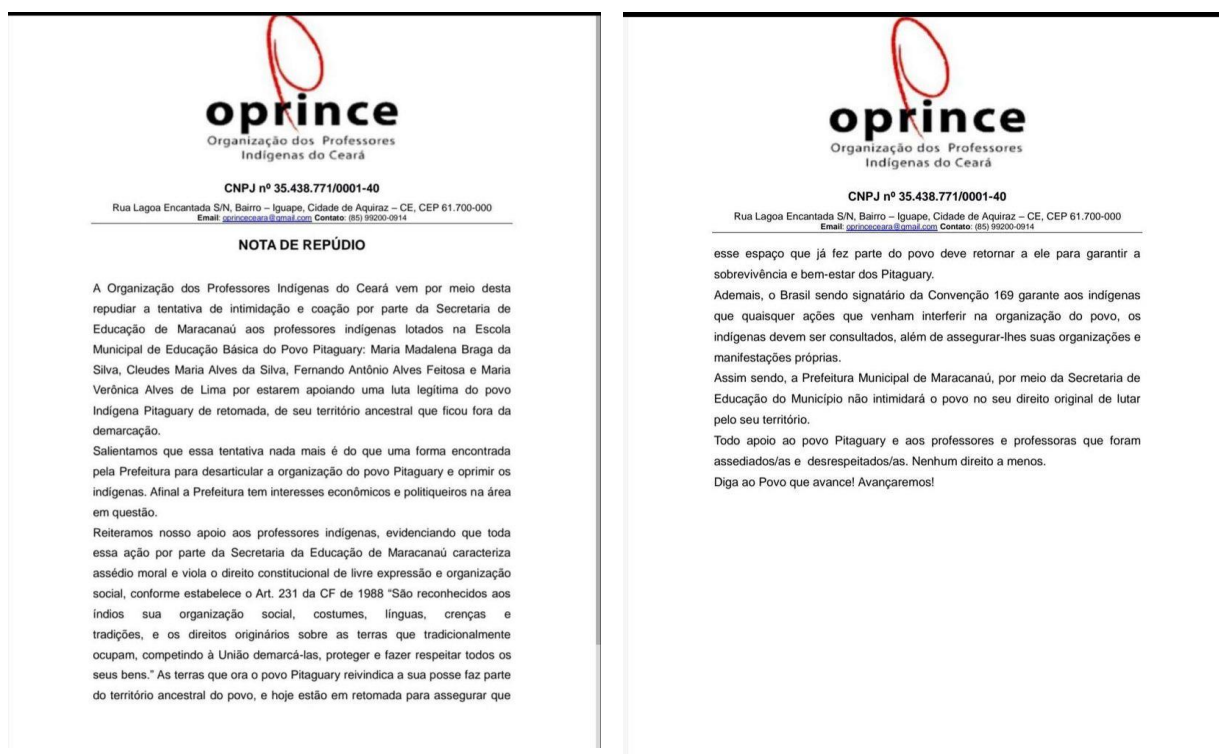 oprince
Organização dos Professores
Indígenas do Ceará
CNPJ nº 35.438.771/0001-40
Rua Lagoa Encantada S/N, Bairro – Iguape, Cidade de Aquiraz – CE, CEP 61.700-000
Email: oprinceceara@gmail.com Contato: (85) 99200-0914
NOTA DE REPÚDIO
A Organização dos Professores Indígenas do Ceará vem por meio desta
repudiar a tentativa de intimidação e coação por parte da Secretaria de
Educação de Maracanaú aos professores indígenas lotados na Escola
Municipal de Educação Básica do Povo Pitaguary: Maria Madalena Braga da
Silva, Cleudes Maria Alves da Silva, Fernando Antônio Alves Feitosa e Maria
Verônica Alves de Lima por estarem apoiando uma luta legítima do povo
Indígena Pitaguary de retomada, de seu território ancestral que ficou fora da
demarcação.
Salientamos que essa tentativa nada mais é do que uma forma encontrada
pela Prefeitura para desarticular a organização do povo Pitaguary e oprimir os
indígenas. Afinal a Prefeitura tem interesses econômicos e politiqueiros na área
em questão.
Reiteramos nosso apoio aos professores indígenas, evidenciando que toda
essa ação por parte da Secretaria da Educação de Maracanaú caracteriza
assédio moral e viola o direito constitucional de livre expressão e organização
social, conforme estabelece o Art. 231 da CF de 1988 “São reconhecidos aos
índios sua organização social, costumes, línguas, crenças e
tradições, e os direitos originários sobre as terras que tradicionalmente
ocupam, competindo à União demarcá-las, proteger e fazer respeitar todos os
seus bens.” As terras que ora o povo Pitaguary reivindica a sua posse faz parte
do território ancestral do povo, e hoje estão em retomada para assegurar que
oprince
Organização dos Professores
Indígenas do Ceará
CNPJ nº 35.438.771/0001-40
Rua Lagoa Encantada S/N, Bairro – Iguape, Cidade de Aquiraz – CE, CEP 61.700-000
Email: oprinceceara@gmail.com Contato: (85) 99200-0914
esse espaço que já fez parte do povo deve retornar a ele para garantir a
sobrevivência e bem-estar dos Pitaguary.
Ademais, o Brasil sendo signatário da Convenção 169 garante aos indígenas
que quaisquer ações que venham interferir na organização do povo, os
indígenas devem ser consultados, além de assegurar-lhes suas organizações e
manifestações próprias.
Assim sendo, a Prefeitura Municipal de Maracanaú, por meio da Secretaria de
Educação do Município não intimidará o povo no seu direito original de lutar
pelo seu território.
Todo apoio ao povo Pitaguary e aos professores e professoras que foram
assediados/as e desrespeitados/as. Nenhum direito a menos.
Diga ao Povo que avance! Avançaremos!